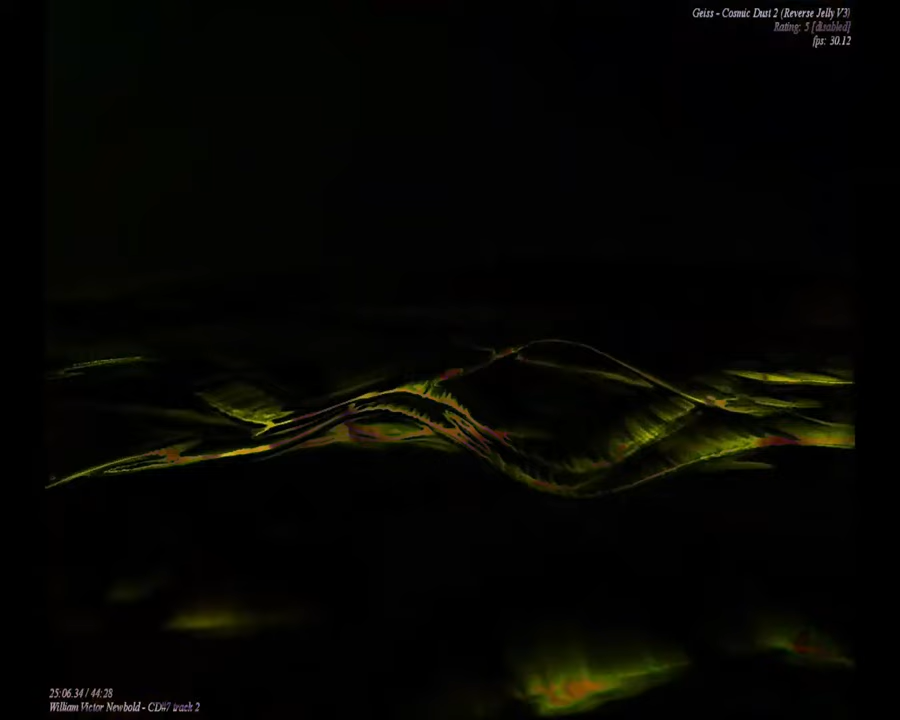 Geiss - Cosmic Dust 2 (Reverse Jelly V3)
Rating: 5 [disabled]
fps: 30.12
25:06.34 / 44:28
William Victor Newbold - CD#7 track 2